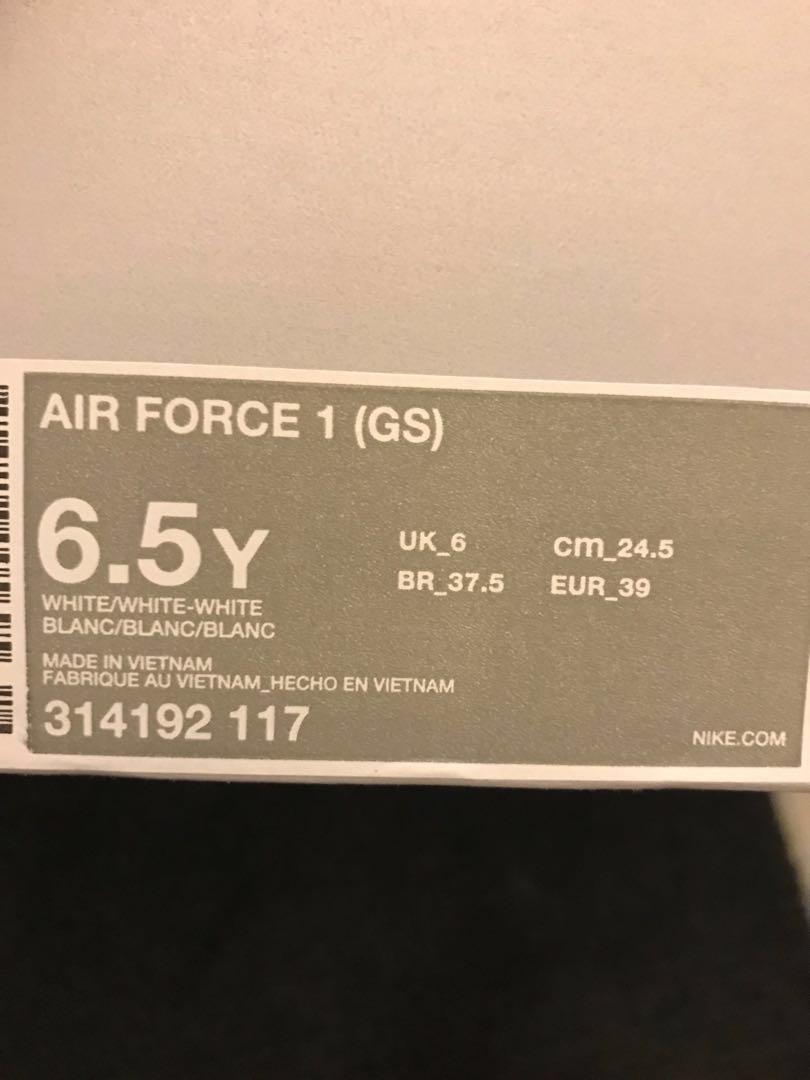 AIR FORCE 1 (GS)
6.5Y
UK_6 cm_24.5
BR_37.5 EUR_39
WHITE/WHITE-WHITE
BLANC/BLANC/BLANC
MADE IN VIETNAM
FABRIQUE AU VIETNAM_HECHO EN VIETNAM
314192 117
NIKE.COM